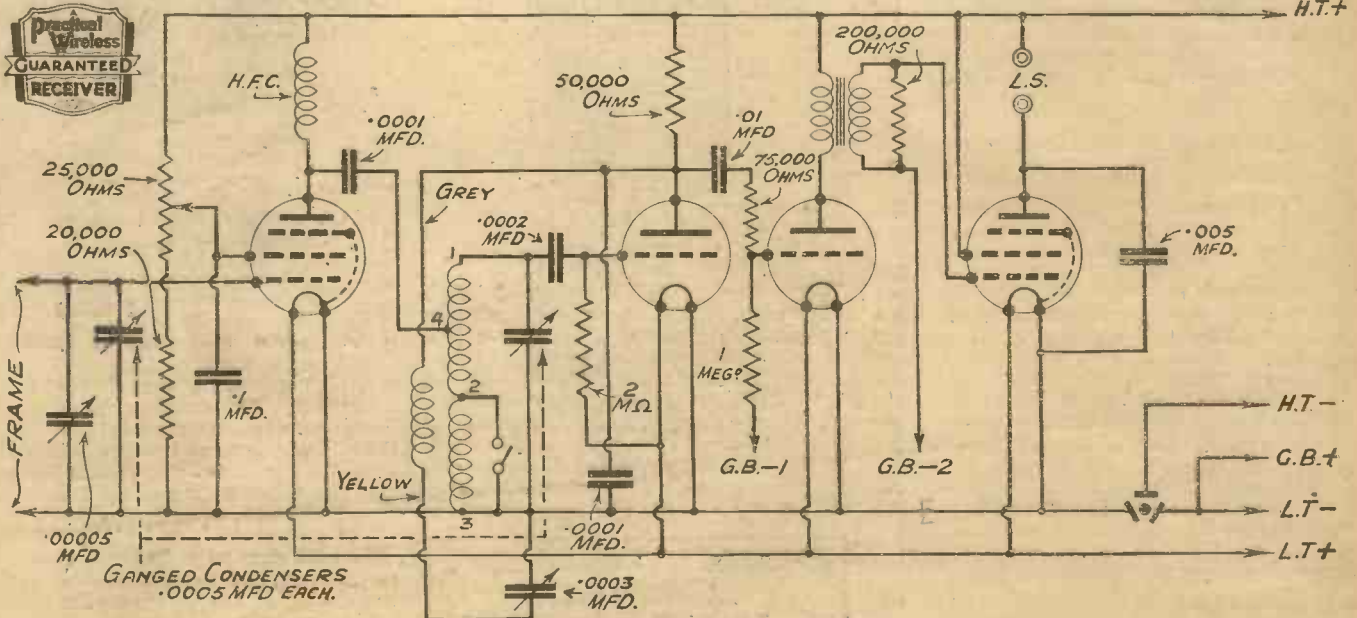 A
Practical
Wireless
GUARANTEED
RECEIVER
H.T.+
H.F.C.
.0001
MFD.
50,000
OHMS
.01
MFD
200,000
OHMS
L.S.
25,000
OHMS
75,000
OHMS
GREY
20,000
OHMS
.0002
MFD
.005
MFD.
1
4
2
3
FRAME
.1
MFD.
2
MΩ
1
MEGΩ
H.T.-
G.B.-1
G.B.-2
G.B.+
YELLOW
L.T-
.00005
MFD
.0001
MFD.
L.T+
GANGED CONDENSERS
.0005 MFD EACH.
.0003
MFD.